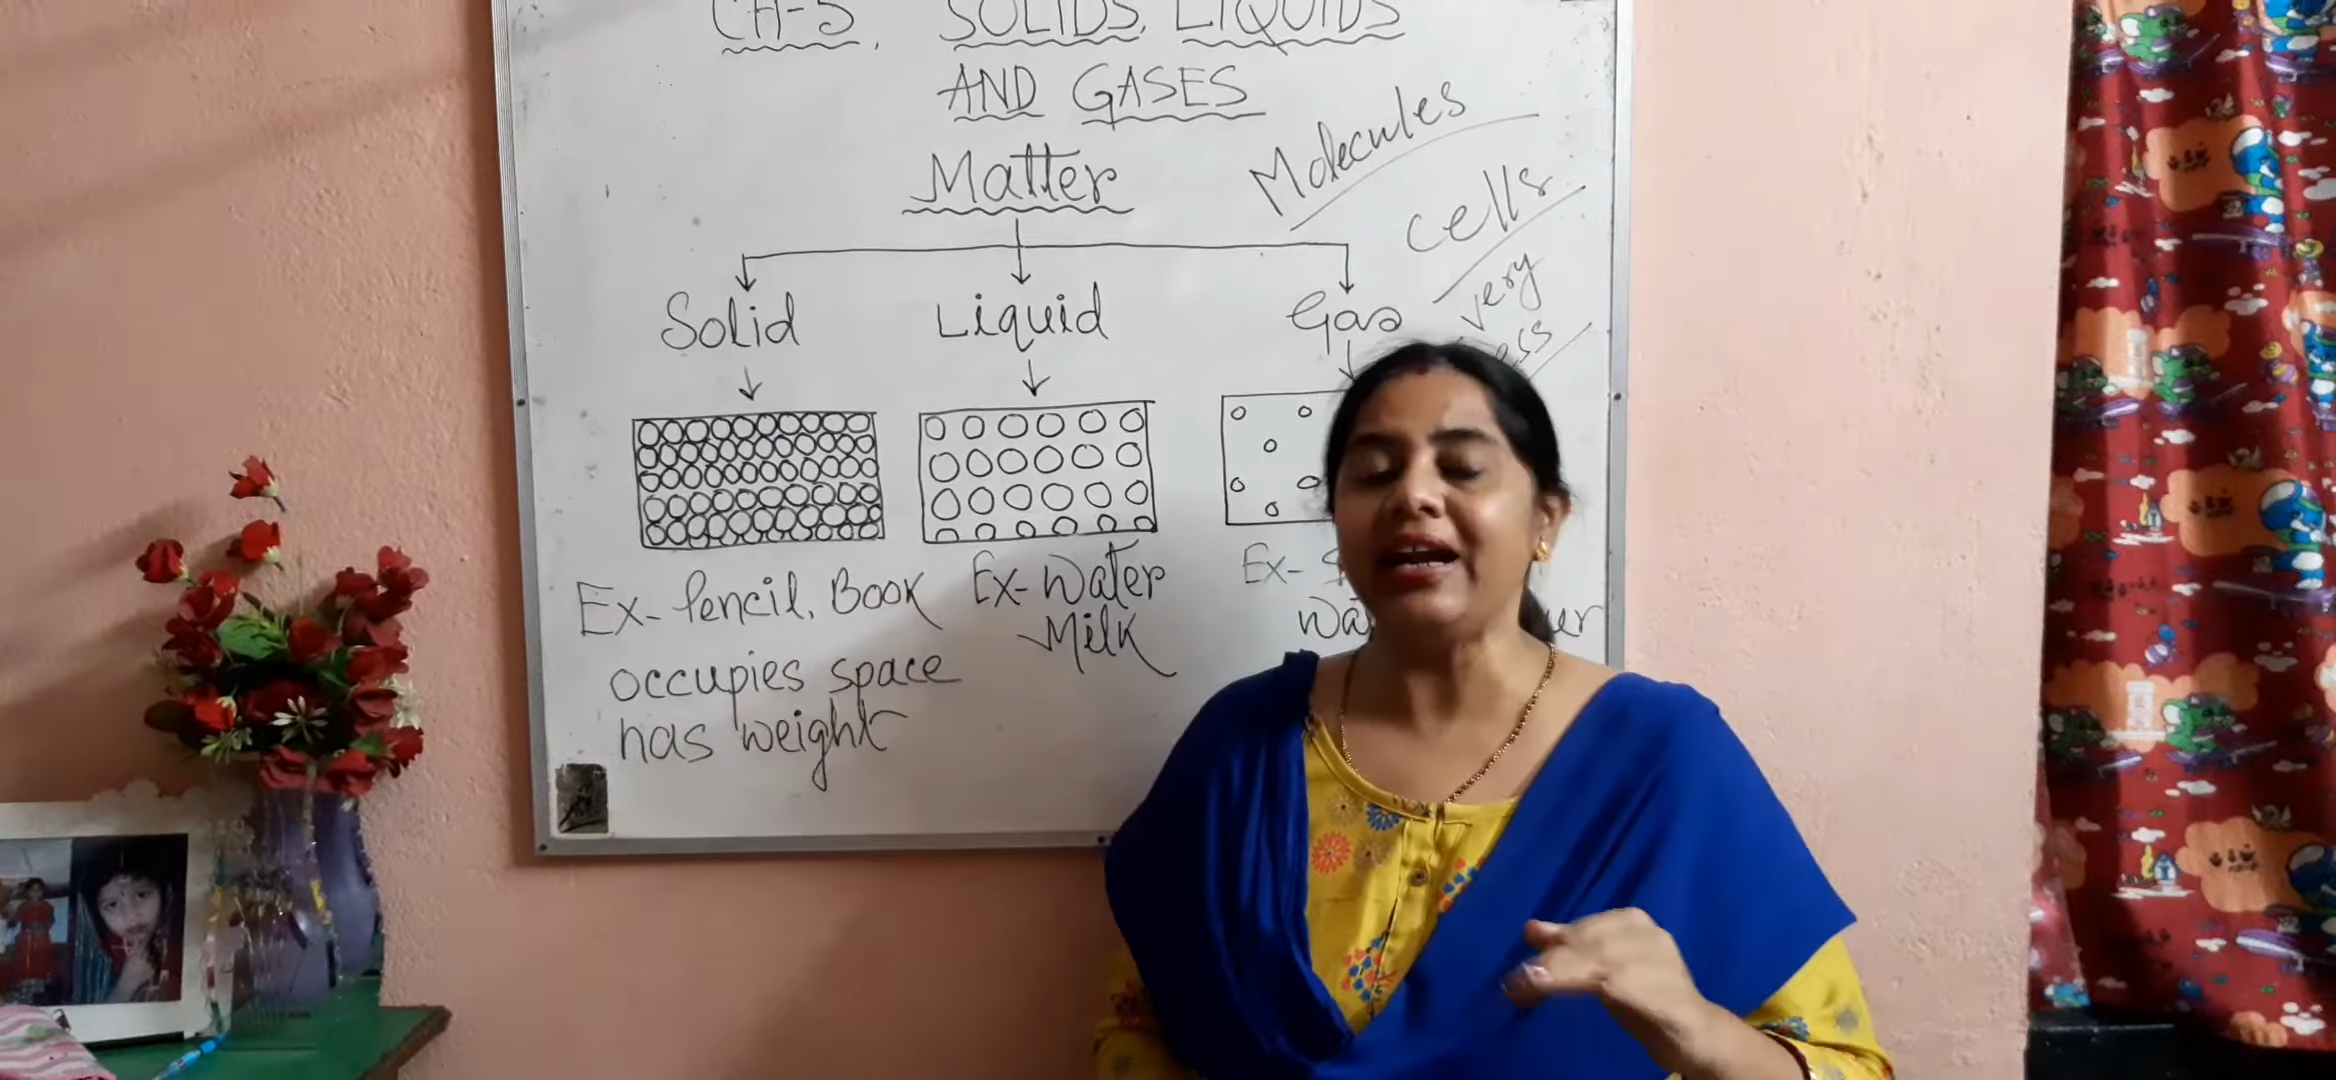 CH-5, SOLIDS, LIQUIDS
AND GASES
Matter
Molecules
cells
very
Solid
Liquid
Gas
Ex- Pencil, Book
occupies space
has weight
Ex- Water
Milk
Ex-